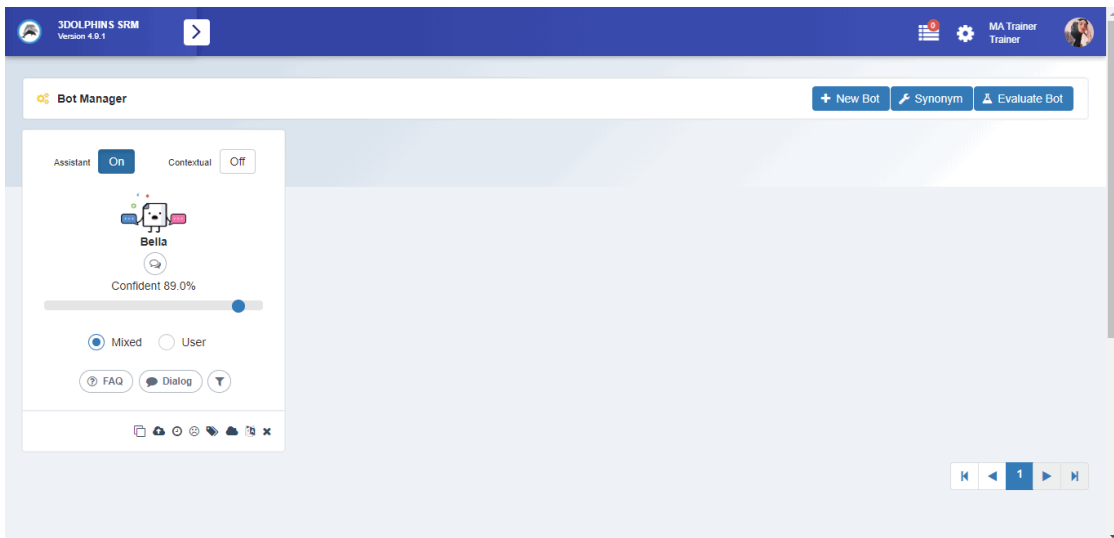 3DOLPHINS SRM
Version 4.9.1
0
MA Trainer
Trainer
Bot Manager
New Bot
Synonym
Evaluate Bot
Assistant On Contextual Off
Bella
Confident 89.0%
Mixed User
FAQ Dialog
1